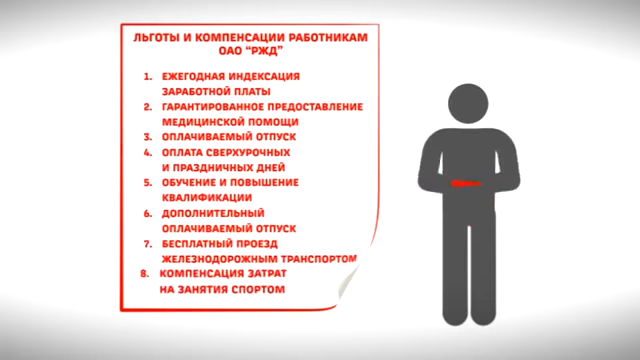 ЛЬГОТЫ И КОМПЕНСАЦИИ РАБОТНИКАМ
ОАО "РЖД"
1. ЕЖЕГОДНАЯ ИНДЕКСАЦИЯ
ЗАРАБОТНОЙ ПЛАТЫ
2. ГАРАНТИРОВАННОЕ ПРЕДОСТАВЛЕНИЕ
МЕДИЦИНСКОЙ ПОМОЩИ
3. ОПЛАЧИВАЕМЫЙ ОТПУСК
4. ОПЛАТА СВЕРХУРОЧНЫХ
И ПРАЗДНИЧНЫХ ДНЕЙ
5. ОБУЧЕНИЕ И ПОВЫШЕНИЕ
КВАЛИФИКАЦИИ
6. ДОПОЛНИТЕЛЬНЫЙ
ОПЛАЧИВАЕМЫЙ ОТПУСК
7. БЕСПЛАТНЫЙ ПРОЕЗД
ЖЕЛЕЗНОДОРОЖНЫМ ТРАНСПОРТОМ
8. КОМПЕНСАЦИЯ ЗАТРАТ
НА ЗАНЯТИЯ СПОРТОМ